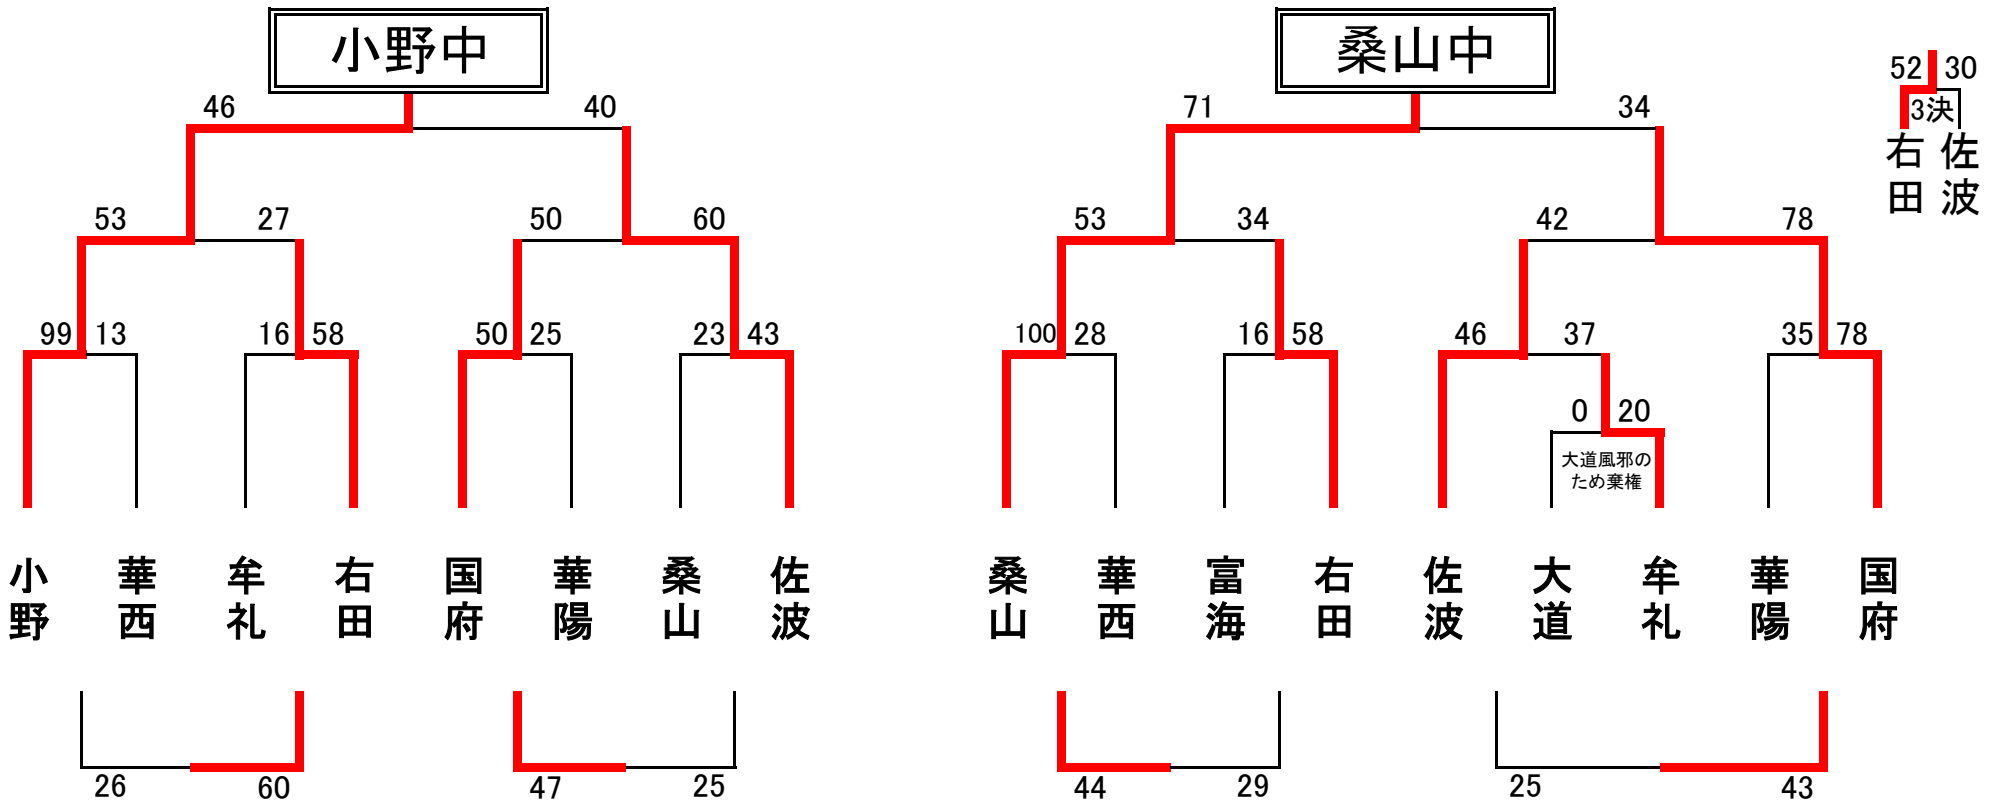 小野中
桑山中
52 30
3決
右田 佐波
46 40
71 34
53 27 50 60
53 34 42 78
99 13 16 58 50 25 23 43
100 28 16 58 46 37 35 78
0 20
大道風邪の
ため棄権
小野 華西 牟礼 右田 国府 華陽 桑山 佐波
桑山 華西 富海 右田 佐波 大道 牟礼 華陽 国府
26 60 47 25
44 29 25 43